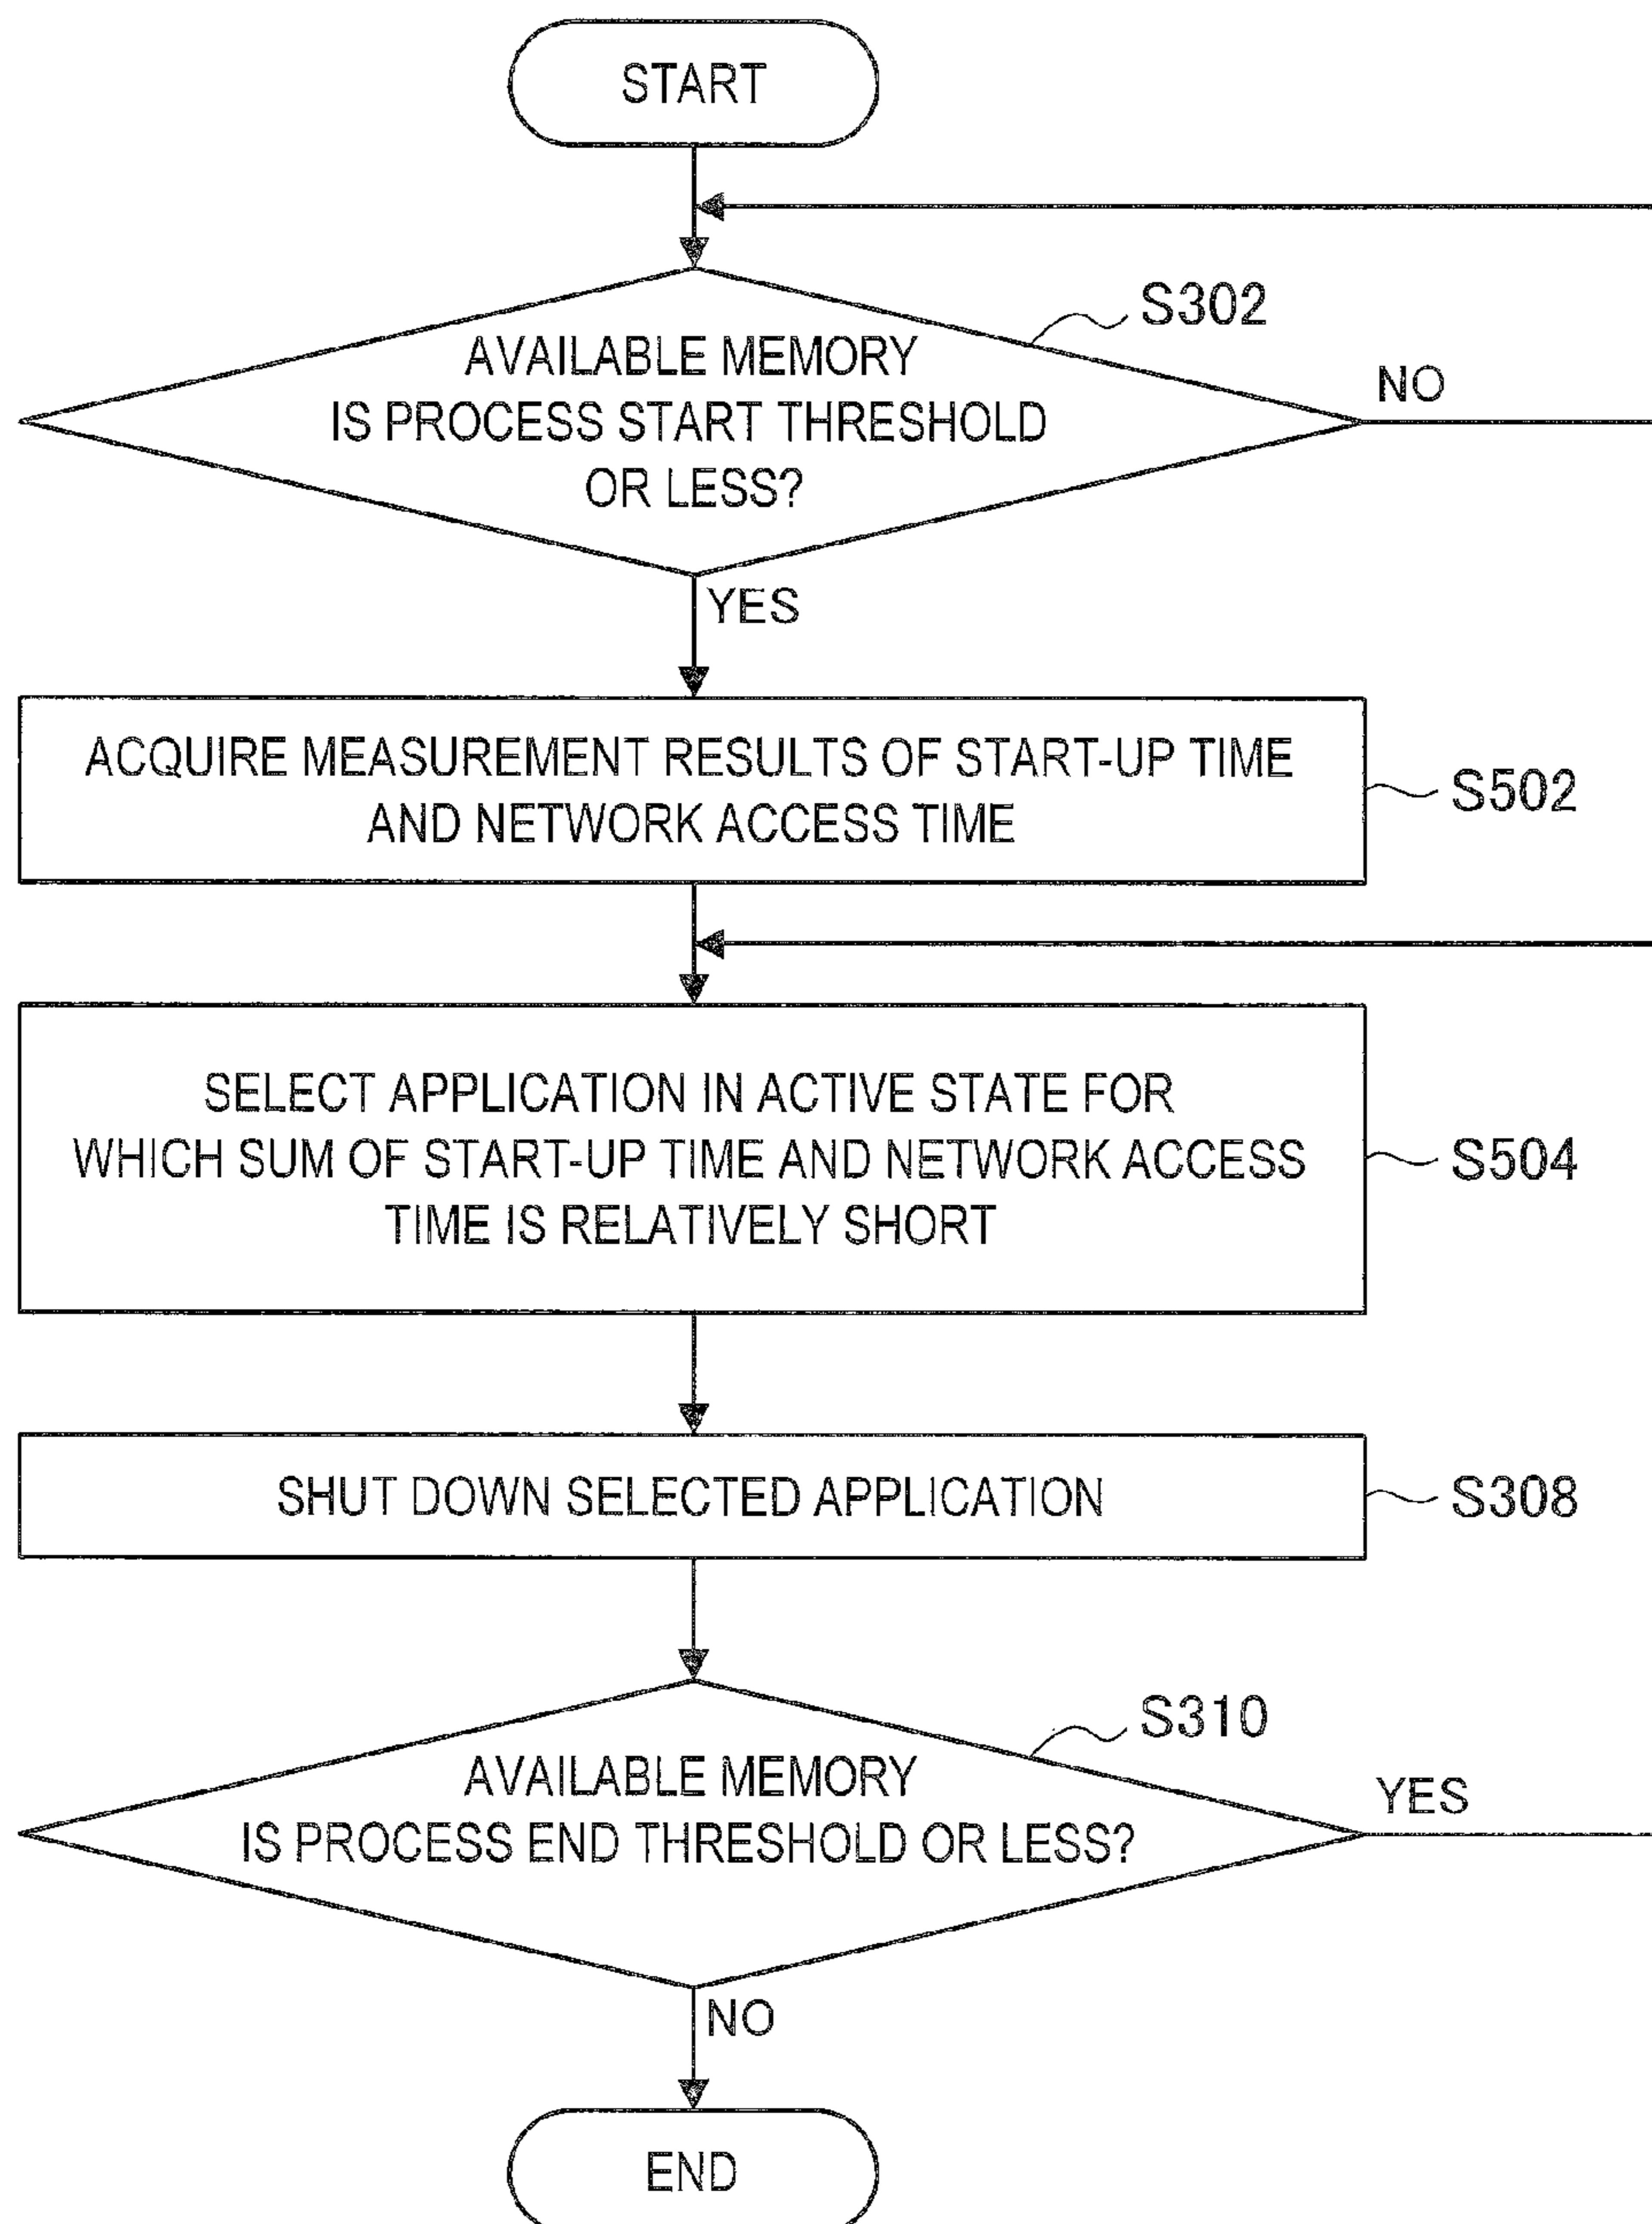 START
S302
AVAILABLE MEMORY
IS PROCESS START THRESHOLD
OR LESS?
NO
YES
ACQUIRE MEASUREMENT RESULTS OF START-UP TIME
AND NETWORK ACCESS TIME
S502
SELECT APPLICATION IN ACTIVE STATE FOR
WHICH SUM OF START-UP TIME AND NETWORK ACCESS
TIME IS RELATIVELY SHORT
S504
SHUT DOWN SELECTED APPLICATION
S308
S310
AVAILABLE MEMORY
IS PROCESS END THRESHOLD OR LESS?
YES
NO
END